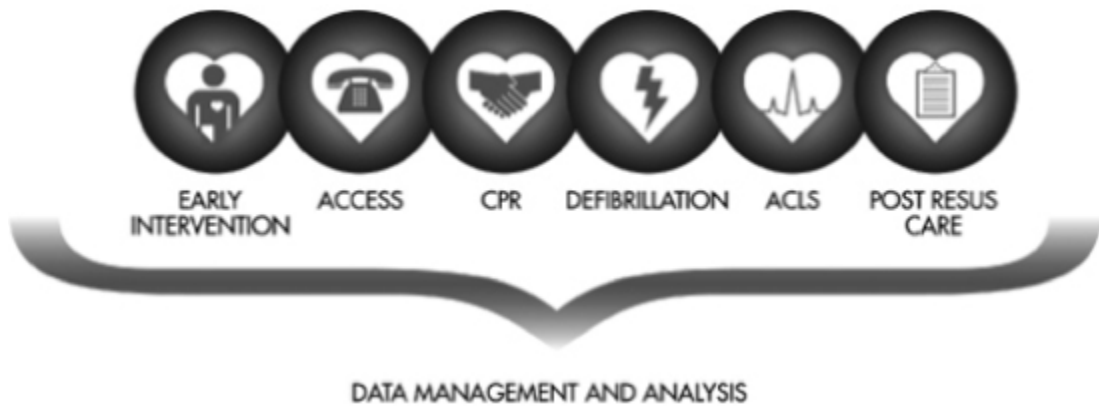 EARLY
INTERVENTION
ACCESS
CPR
DEFIBRILLATION
ACLS
POST RESUS
CARE
DATA MANAGEMENT AND ANALYSIS